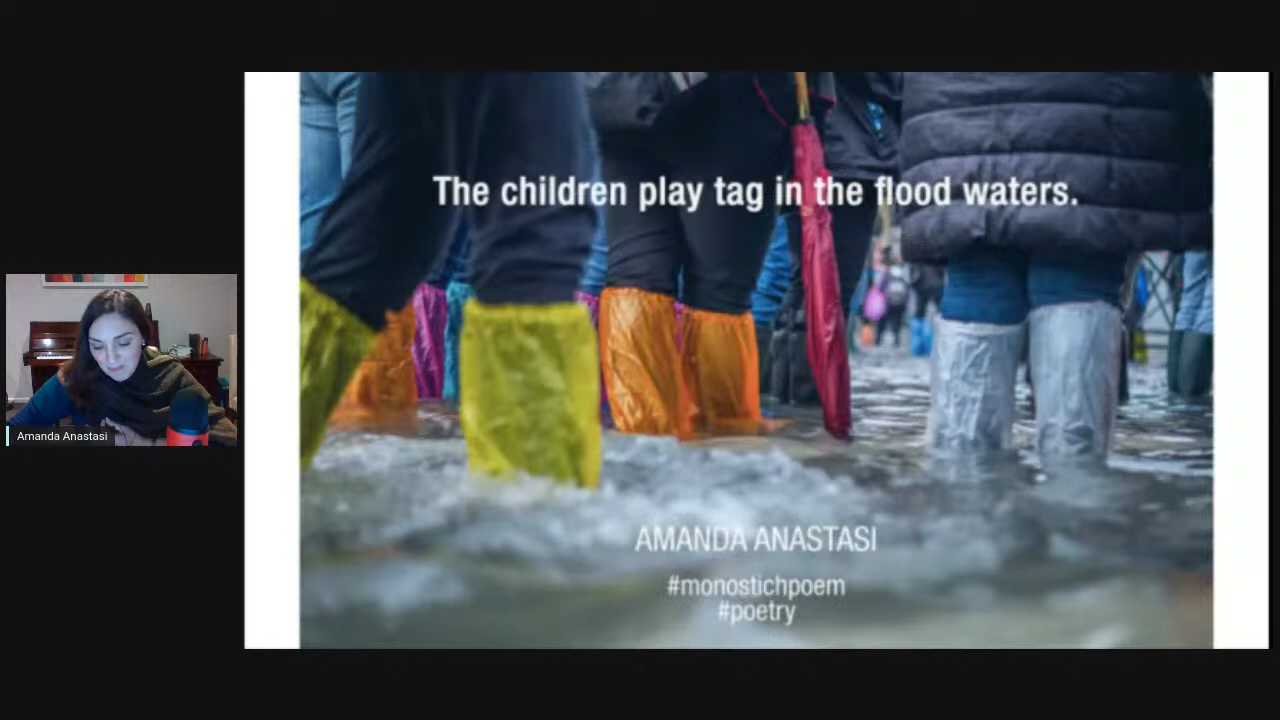 The children play tag in the flood waters.
Amanda Anastasi
AMANDA ANASTASI
#monostichpoem
#poetry